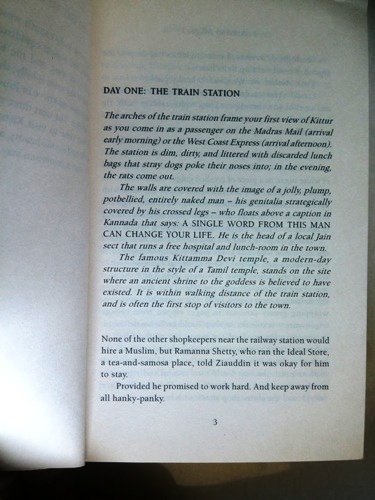 DAY ONE: THE TRAIN STATION
The arches of the train station frame your first view of Kittur
as you come in as a passenger on the Madras Mail (arrival
early morning) or the West Coast Express (arrival afternoon).
The station is dim, dirty, and littered with discarded lunch
bags that stray dogs poke their noses into; in the evening,
the rats come out.
The walls are covered with the image of a jolly, plump,
potbellied, entirely naked man – his genitalia strategically
covered by his crossed legs – who floats above a caption in
Kannada that says: A SINGLE WORD FROM THIS MAN
CAN CHANGE YOUR LIFE. He is the head of a local Jain
sect that runs a free hospital and lunch-room in the town.
The famous Kittamma Devi temple, a modern-day
structure in the style of a Tamil temple, stands on the site
where an ancient shrine to the goddess is believed to have
existed. It is within walking distance of the train station,
and is often the first stop of visitors to the town.
None of the other shopkeepers near the railway station would
hire a Muslim, but Ramanna Shetty, who ran the Ideal Store,
a tea-and-samosa place, told Ziauddin it was okay for him
to stay.
Provided he promised to work hard. And keep away from
all hanky-panky.
3